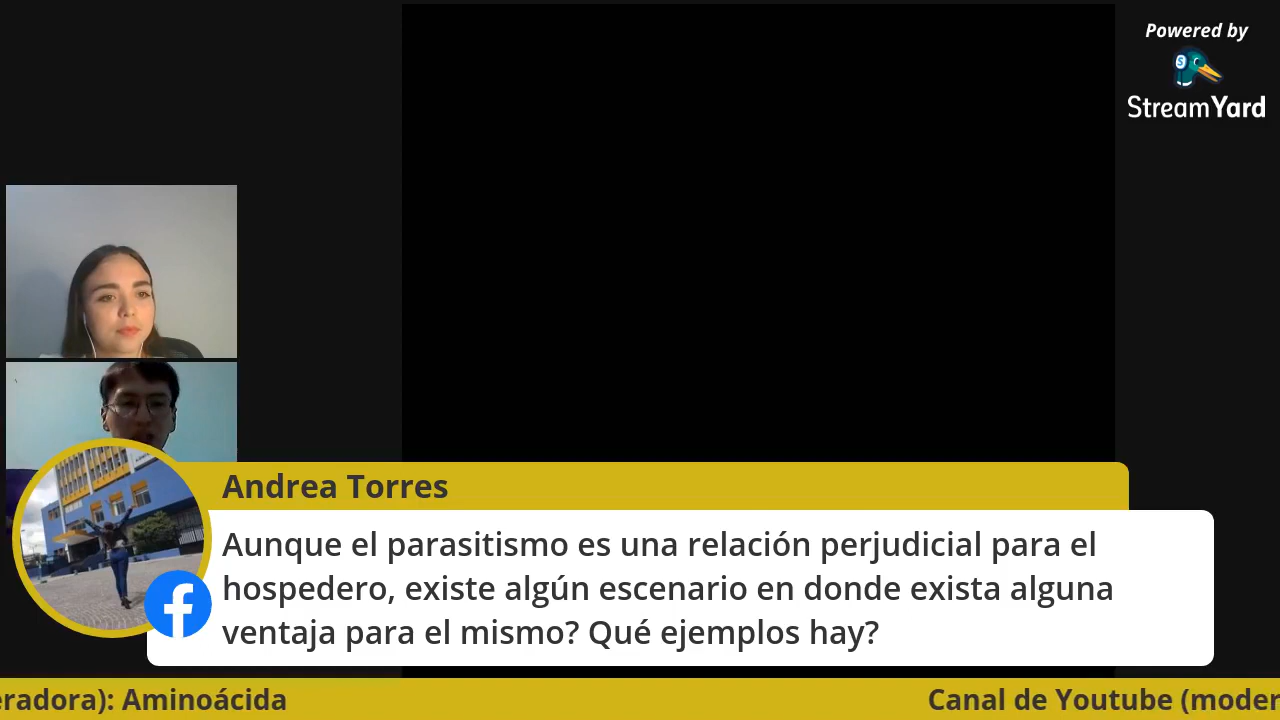 Powered by
StreamYard
Andrea Torres
Aunque el parasitismo es una relación perjudicial para el
hospedero, existe algún escenario en donde exista alguna
ventaja para el mismo? Qué ejemplos hay?
eradora): Aminoácida
Canal de Youtube (moder